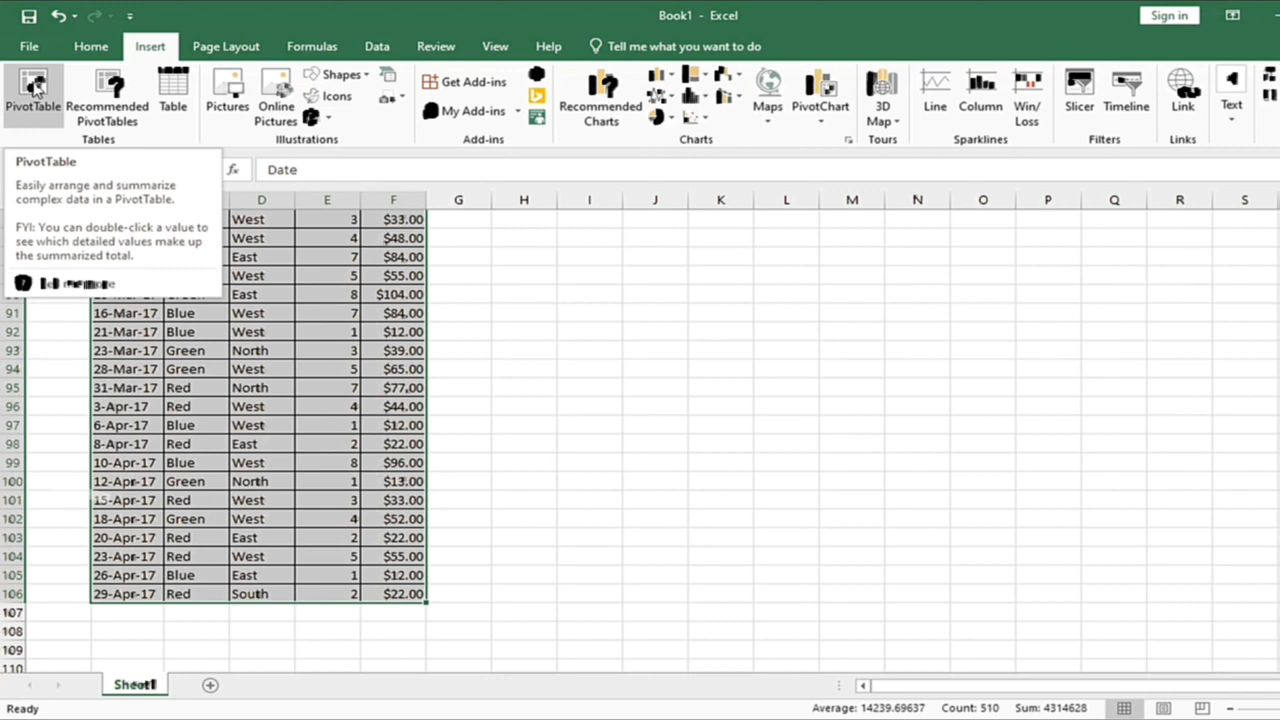 Book1 - Excel
Sign in
File Home Insert Page Layout Formulas Data Review View Help Tell me what you want to do
PivotTable Recommended PivotTables Table Pictures Online Pictures Shapes Icons Get Add-ins My Add-ins Recommended Charts Maps PivotChart 3D Map Line Column Win/Loss Slicer Timeline Link Text
Tables Illustrations Add-ins Charts Tours Sparklines Filters Links
PivotTable
Easily arrange and summarize
complex data in a PivotTable.
FYI: You can double-click a value to
see which detailed values make up
the summarized total.
fx Date
D E F G H I J K L M N O P Q R S
West 3 $33.00
West 4 $48.00
East 7 $84.00
West 5 $55.00
East 8 $104.00
91 16-Mar-17 Blue West 7 $84.00
92 21-Mar-17 Blue West 1 $12.00
93 23-Mar-17 Green North 3 $39.00
94 28-Mar-17 Green West 5 $65.00
95 31-Mar-17 Red North 7 $77.00
96 3-Apr-17 Red West 4 $44.00
97 6-Apr-17 Blue West 1 $12.00
98 8-Apr-17 Red East 2 $22.00
99 10-Apr-17 Blue West 8 $96.00
100 12-Apr-17 Green North 1 $13.00
101 15-Apr-17 Red West 3 $33.00
102 18-Apr-17 Green West 4 $52.00
103 20-Apr-17 Red East 2 $22.00
104 23-Apr-17 Red West 5 $55.00
105 26-Apr-17 Blue East 1 $12.00
106 29-Apr-17 Red South 2 $22.00
107
108
109
110
Sheet1
Ready Average: 14239.69637 Count: 510 Sum: 4314628